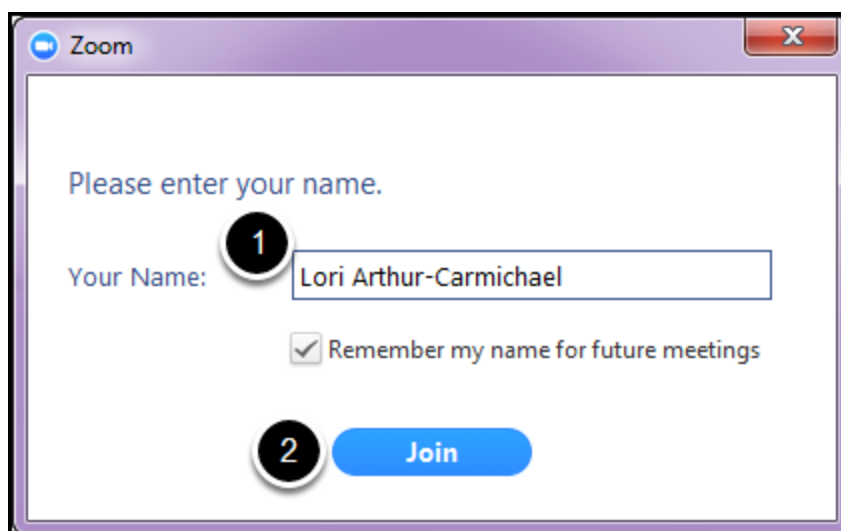 Zoom
x
Please enter your name.
1
Your Name: Lori Arthur-Carmichael
Remember my name for future meetings
2 Join